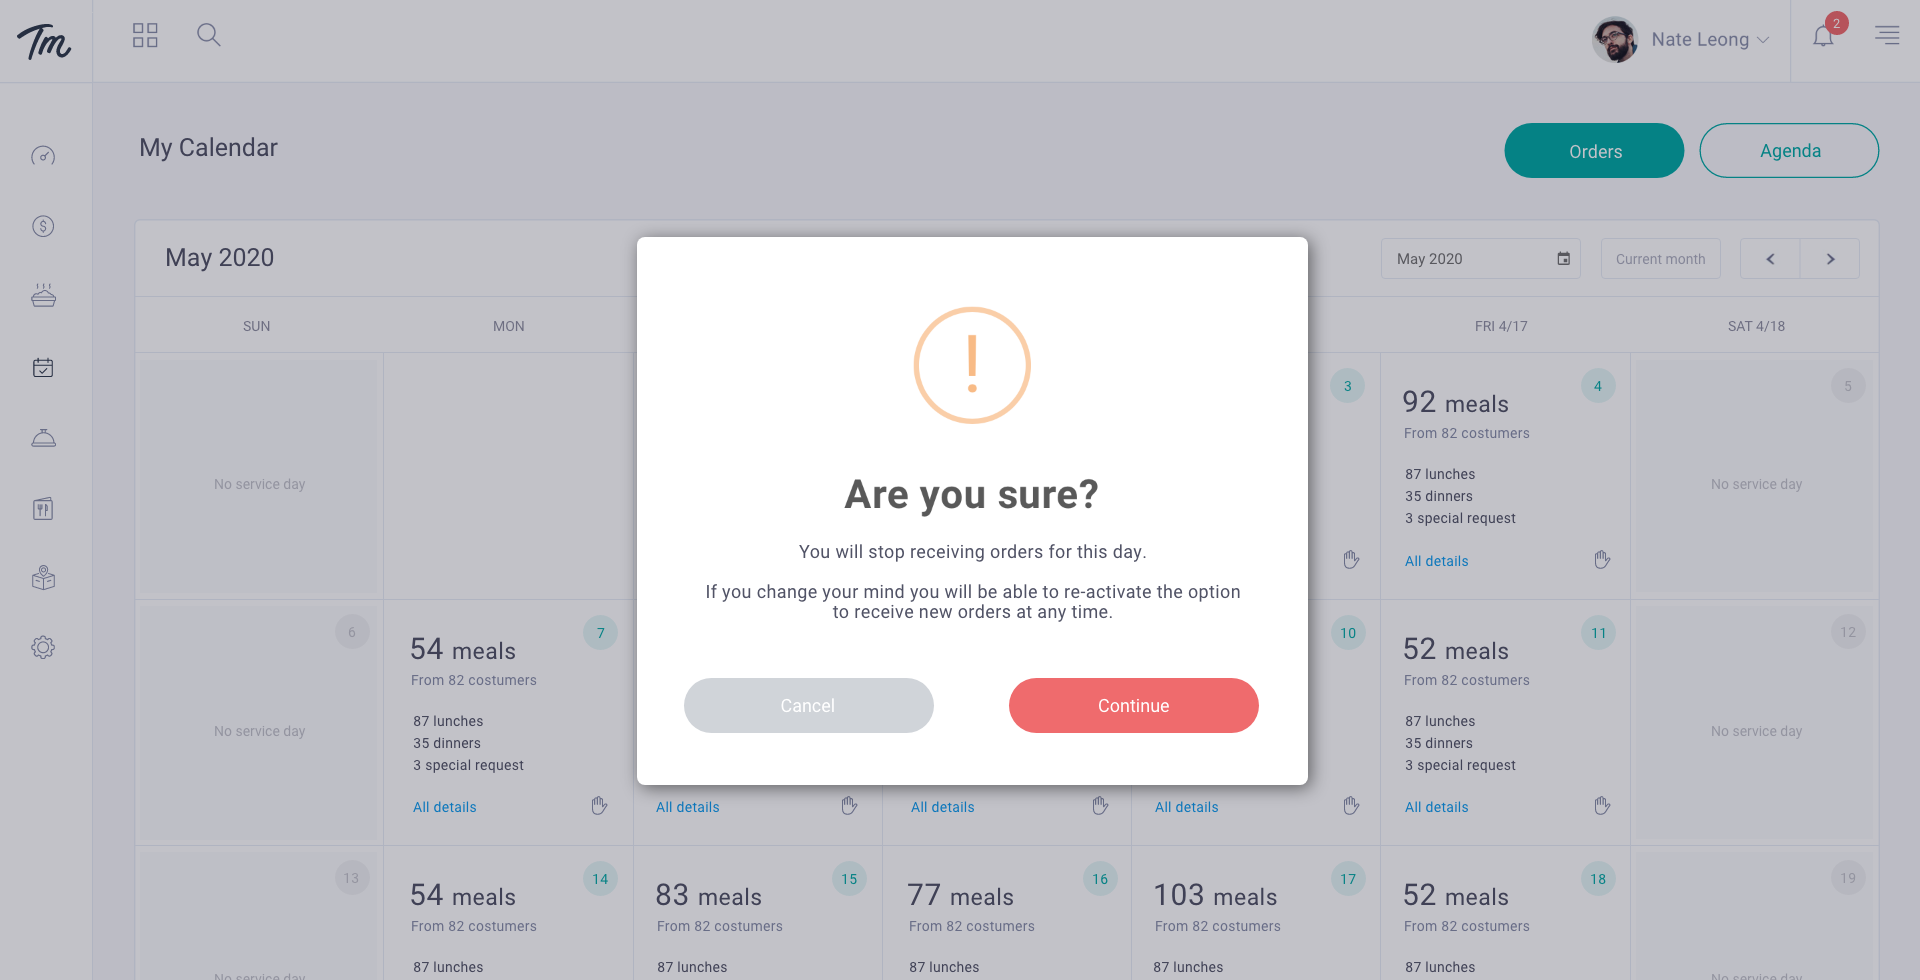 Tm
Nate Leong
2
My Calendar
Orders
Agenda
May 2020
May 2020
Current month
SUN
MON
FRI 4/17
SAT 4/18
No service day
3
4
92 meals
From 82 costumers
87 lunches
35 dinners
3 special request
All details
5
No service day
!
Are you sure?
You will stop receiving orders for this day.
If you change your mind you will be able to re-activate the option
to receive new orders at any time.
Cancel
Continue
6
No service day
7
54 meals
From 82 costumers
87 lunches
35 dinners
3 special request
All details
All details
All details
10
All details
11
52 meals
From 82 costumers
87 lunches
35 dinners
3 special request
All details
12
No service day
13
No service day
14
54 meals
From 82 costumers
87 lunches
15
83 meals
From 82 costumers
87 lunches
16
77 meals
From 82 costumers
87 lunches
17
103 meals
From 82 costumers
87 lunches
18
52 meals
From 82 costumers
87 lunches
19
No service day